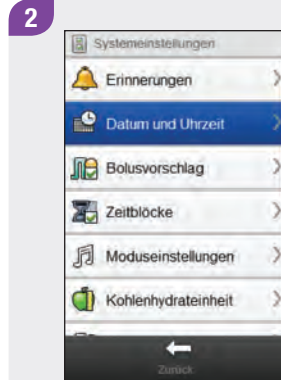 2
Systemeinstellungen
Erinnerungen
Datum und Uhrzeit
Bolusvorschlag
Zeitblöcke
Moduseinstellungen
Kohlenhydrateinheit
Zurück